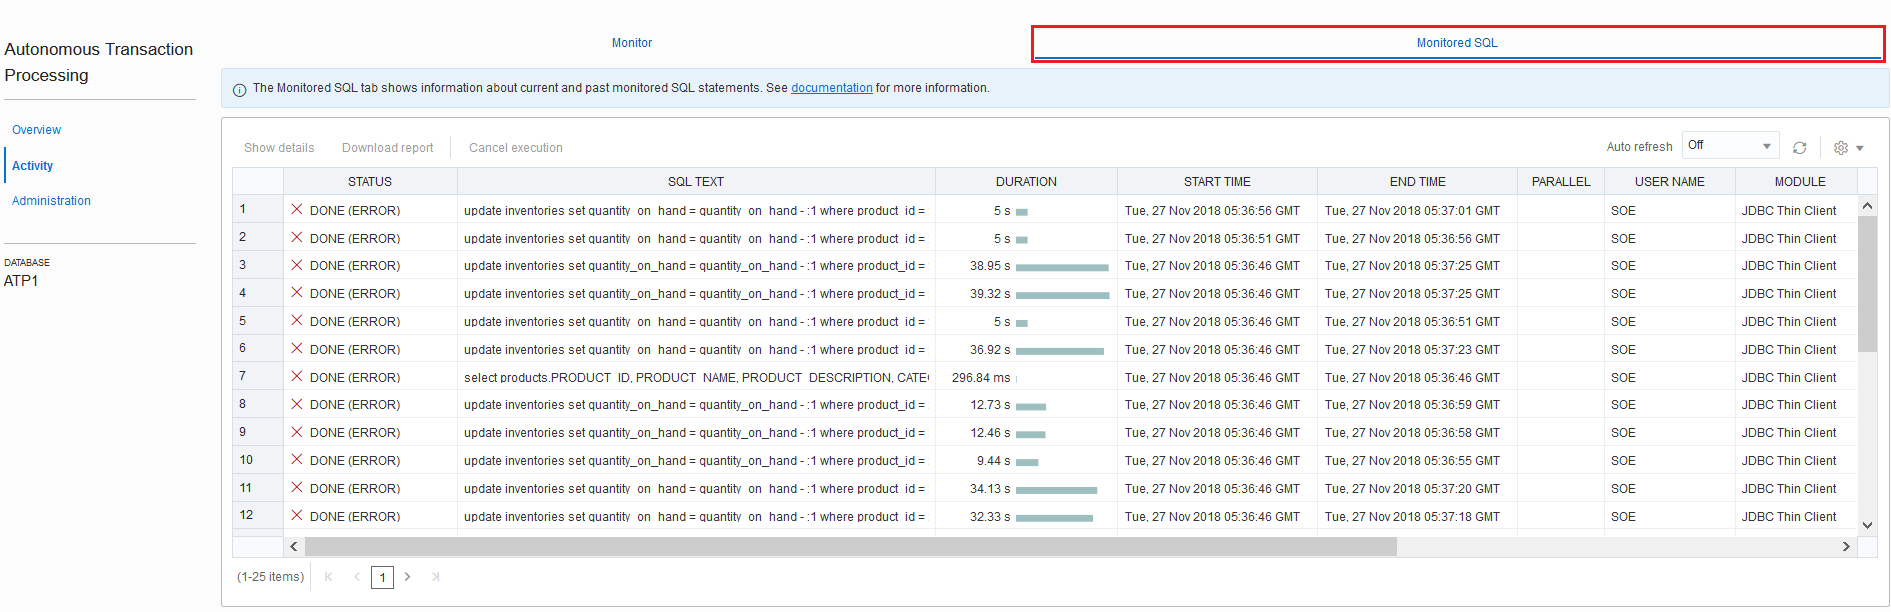 Autonomous Transaction
Processing
Overview
Activity
Administration
DATABASE
ATP1
Monitor
Monitored SQL
The Monitored SQL tab shows information about current and past monitored SQL statements. See documentation for more information.
Show details Download report Cancel execution Auto refresh Off
STATUS SQL TEXT DURATION START TIME END TIME PARALLEL USER NAME MODULE
1 DONE (ERROR) update inventories set quantity_on_hand = quantity_on_hand - :1 where product_id = 5 s Tue, 27 Nov 2018 05:36:56 GMT Tue, 27 Nov 2018 05:37:01 GMT SOE JDBC Thin Client
2 DONE (ERROR) update inventories set quantity_on_hand = quantity_on_hand - :1 where product_id = 5 s Tue, 27 Nov 2018 05:36:51 GMT Tue, 27 Nov 2018 05:36:56 GMT SOE JDBC Thin Client
3 DONE (ERROR) update inventories set quantity_on_hand = quantity_on_hand - :1 where product_id = 38.95 s Tue, 27 Nov 2018 05:36:46 GMT Tue, 27 Nov 2018 05:37:25 GMT SOE JDBC Thin Client
4 DONE (ERROR) update inventories set quantity_on_hand = quantity_on_hand - :1 where product_id = 39.32 s Tue, 27 Nov 2018 05:36:46 GMT Tue, 27 Nov 2018 05:37:25 GMT SOE JDBC Thin Client
5 DONE (ERROR) update inventories set quantity_on_hand = quantity_on_hand - :1 where product_id = 5 s Tue, 27 Nov 2018 05:36:46 GMT Tue, 27 Nov 2018 05:36:51 GMT SOE JDBC Thin Client
6 DONE (ERROR) update inventories set quantity_on_hand = quantity_on_hand - :1 where product_id = 36.92 s Tue, 27 Nov 2018 05:36:46 GMT Tue, 27 Nov 2018 05:37:23 GMT SOE JDBC Thin Client
7 DONE (ERROR) select products.PRODUCT_ID, PRODUCT_NAME, PRODUCT_DESCRIPTION, CATEG 296.84 ms Tue, 27 Nov 2018 05:36:46 GMT Tue, 27 Nov 2018 05:36:46 GMT SOE JDBC Thin Client
8 DONE (ERROR) update inventories set quantity_on_hand = quantity_on_hand - :1 where product_id = 12.73 s Tue, 27 Nov 2018 05:36:46 GMT Tue, 27 Nov 2018 05:36:59 GMT SOE JDBC Thin Client
9 DONE (ERROR) update inventories set quantity_on_hand = quantity_on_hand - :1 where product_id = 12.46 s Tue, 27 Nov 2018 05:36:46 GMT Tue, 27 Nov 2018 05:36:58 GMT SOE JDBC Thin Client
10 DONE (ERROR) update inventories set quantity_on_hand = quantity_on_hand - :1 where product_id = 9.44 s Tue, 27 Nov 2018 05:36:46 GMT Tue, 27 Nov 2018 05:36:55 GMT SOE JDBC Thin Client
11 DONE (ERROR) update inventories set quantity_on_hand = quantity_on_hand - :1 where product_id = 34.13 s Tue, 27 Nov 2018 05:36:46 GMT Tue, 27 Nov 2018 05:37:20 GMT SOE JDBC Thin Client
12 DONE (ERROR) update inventories set quantity_on_hand = quantity_on_hand - :1 where product_id = 32.33 s Tue, 27 Nov 2018 05:36:46 GMT Tue, 27 Nov 2018 05:37:18 GMT SOE JDBC Thin Client
(1-25 items) 1